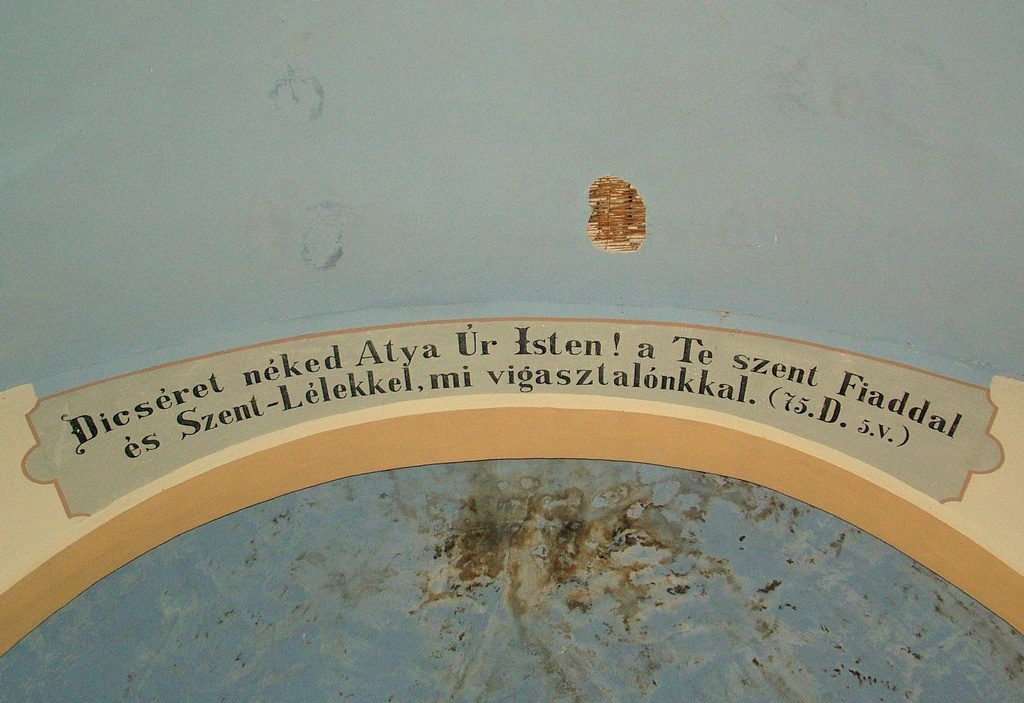 Dicséret néked Atya Úr Isten! a Te szent Fiaddal
és Szent-Lélekkel, mi vigasztalónkkal. (75.D. 5.V.)